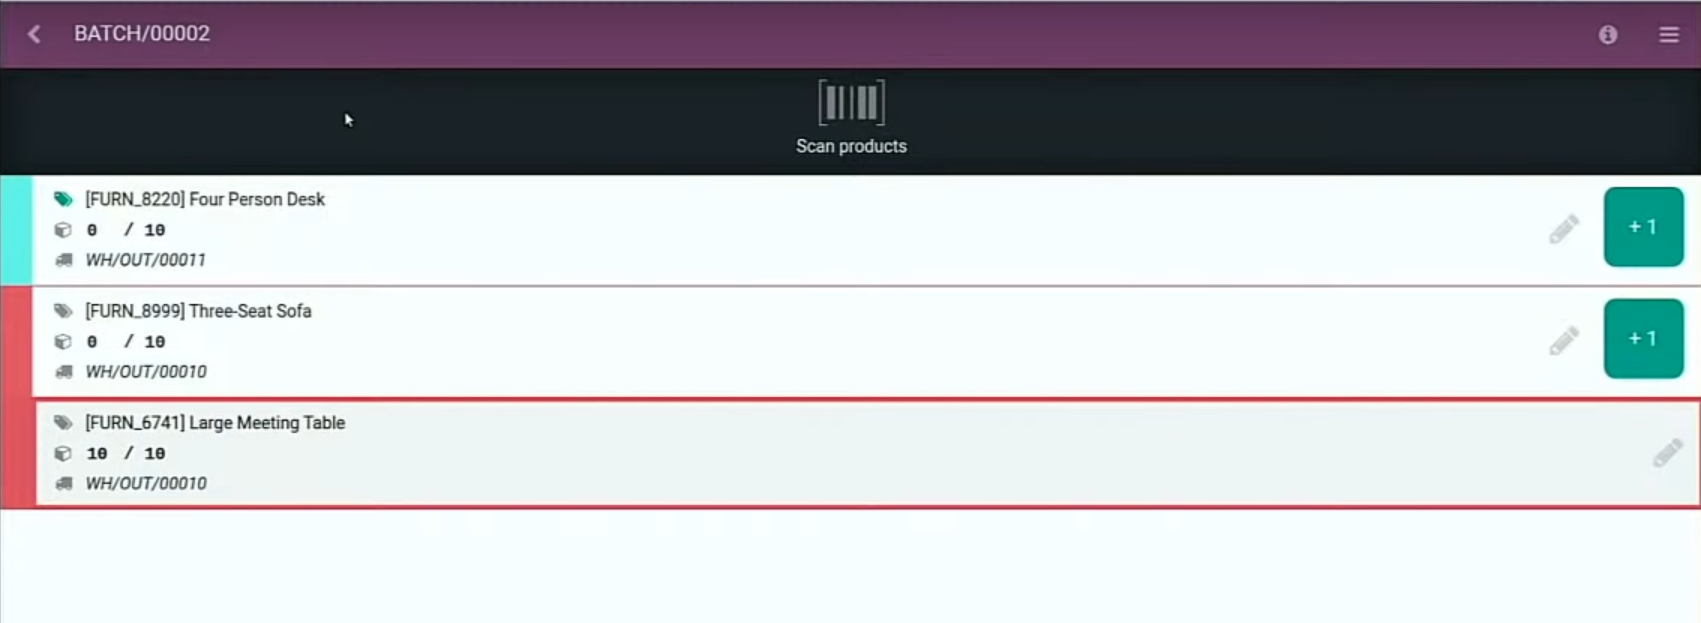 BATCH/00002
Scan products
[FURN_8220] Four Person Desk
0 / 10
+ 1
WH/OUT/00011
[FURN_8999] Three-Seat Sofa
0 / 10
+ 1
WH/OUT/00010
[FURN_6741] Large Meeting Table
10 / 10
WH/OUT/00010